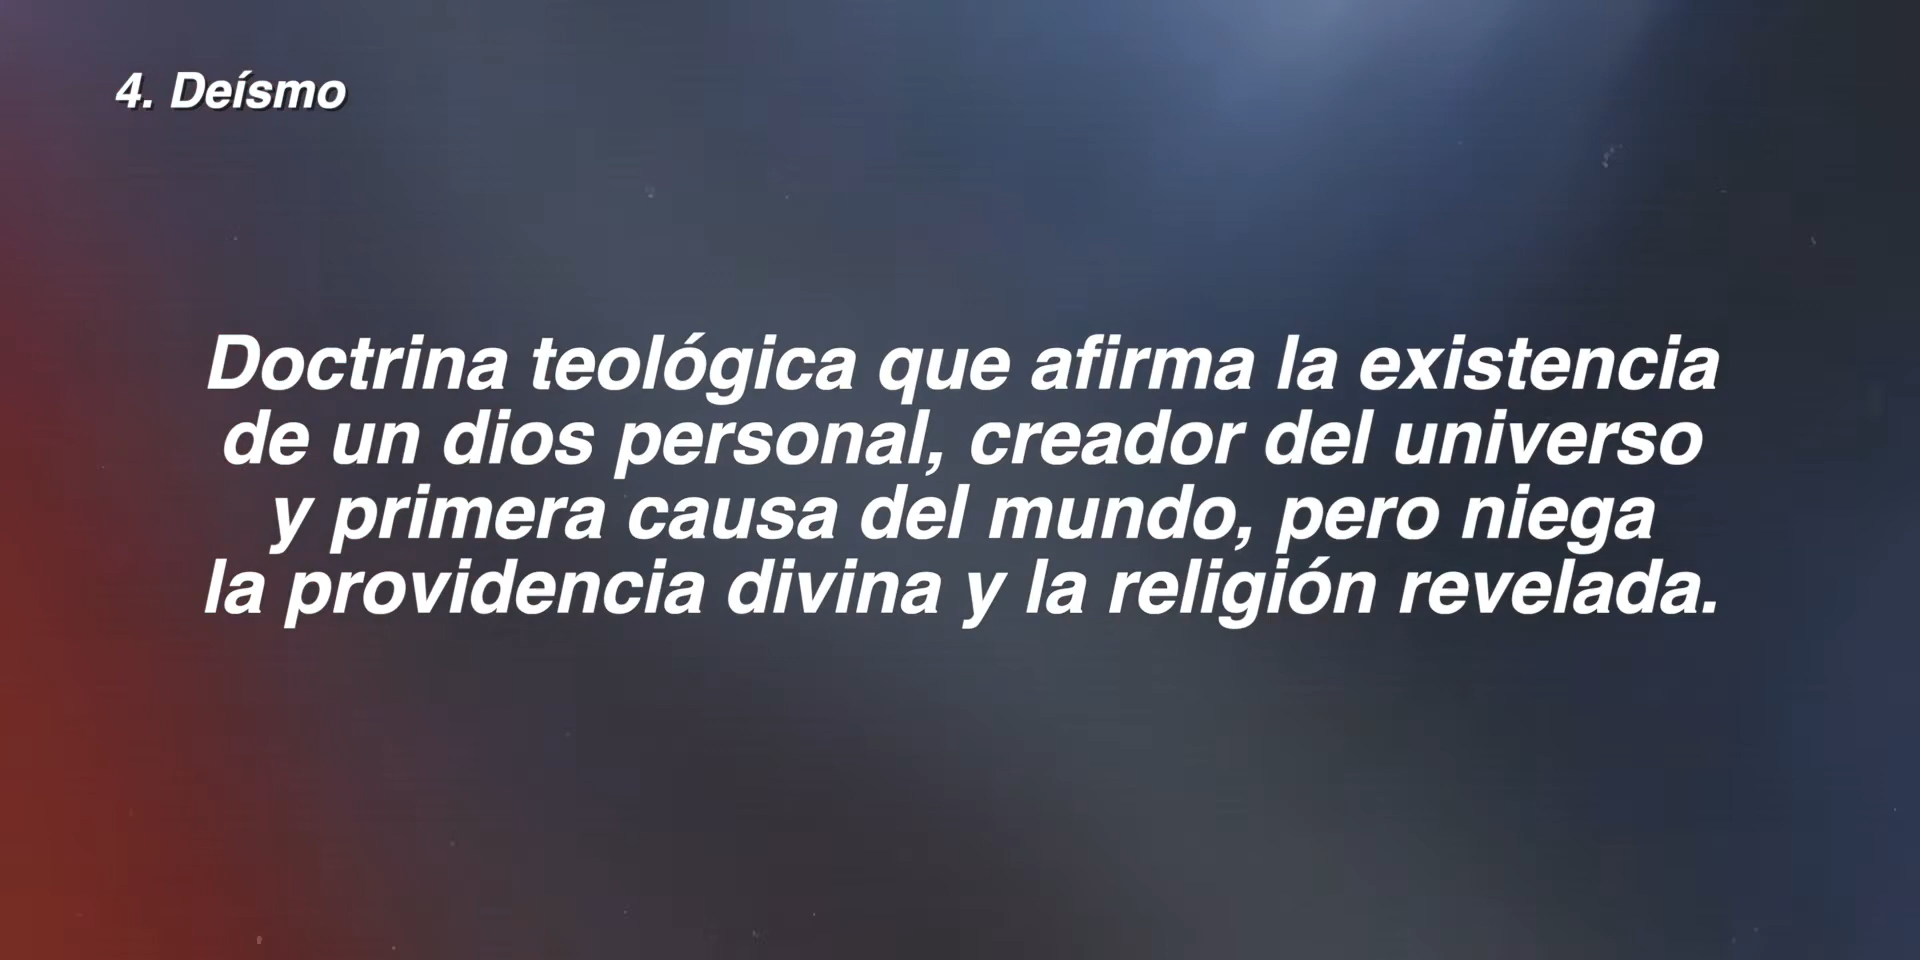 4. Deísmo
Doctrina teológica que afirma la existencia
de un dios personal, creador del universo
y primera causa del mundo, pero niega
la providencia divina y la religión revelada.